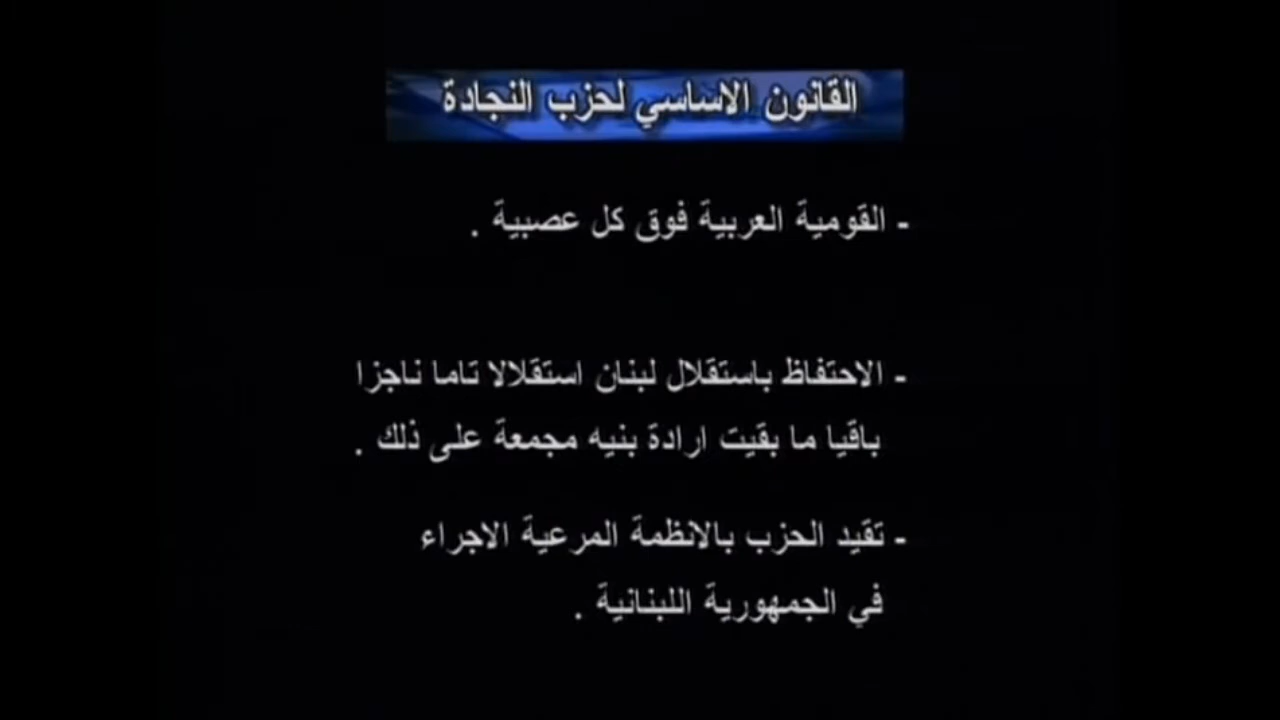 القانون الاساسي لحزب النجادة
- القومية العربية فوق كل عصبية .
- الاحتفاظ باستقلال لبنان استقلالا تاما ناجزا
باقيا ما بقيت ارادة بنيه مجمعة على ذلك .
- تقيد الحزب بالانظمة المرعية الاجراء
في الجمهورية اللبنانية .